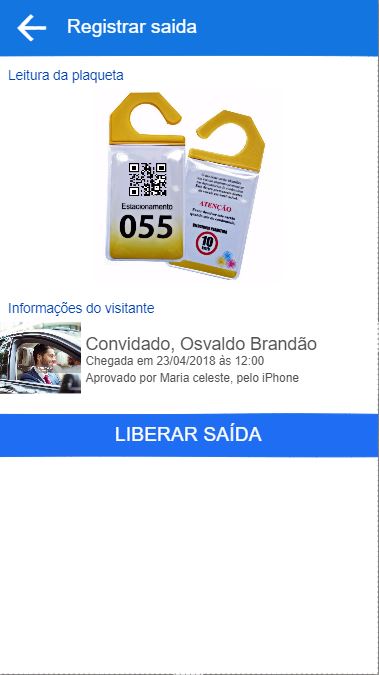 Registrar saida
Leitura da plaqueta
Estacionamento
055
ATENÇÃO
10
Informações do visitante
Convidado, Osvaldo Brandão
Chegada em 23/04/2018 às 12:00
Aprovado por Maria celeste, pelo iPhone
LIBERAR SAÍDA